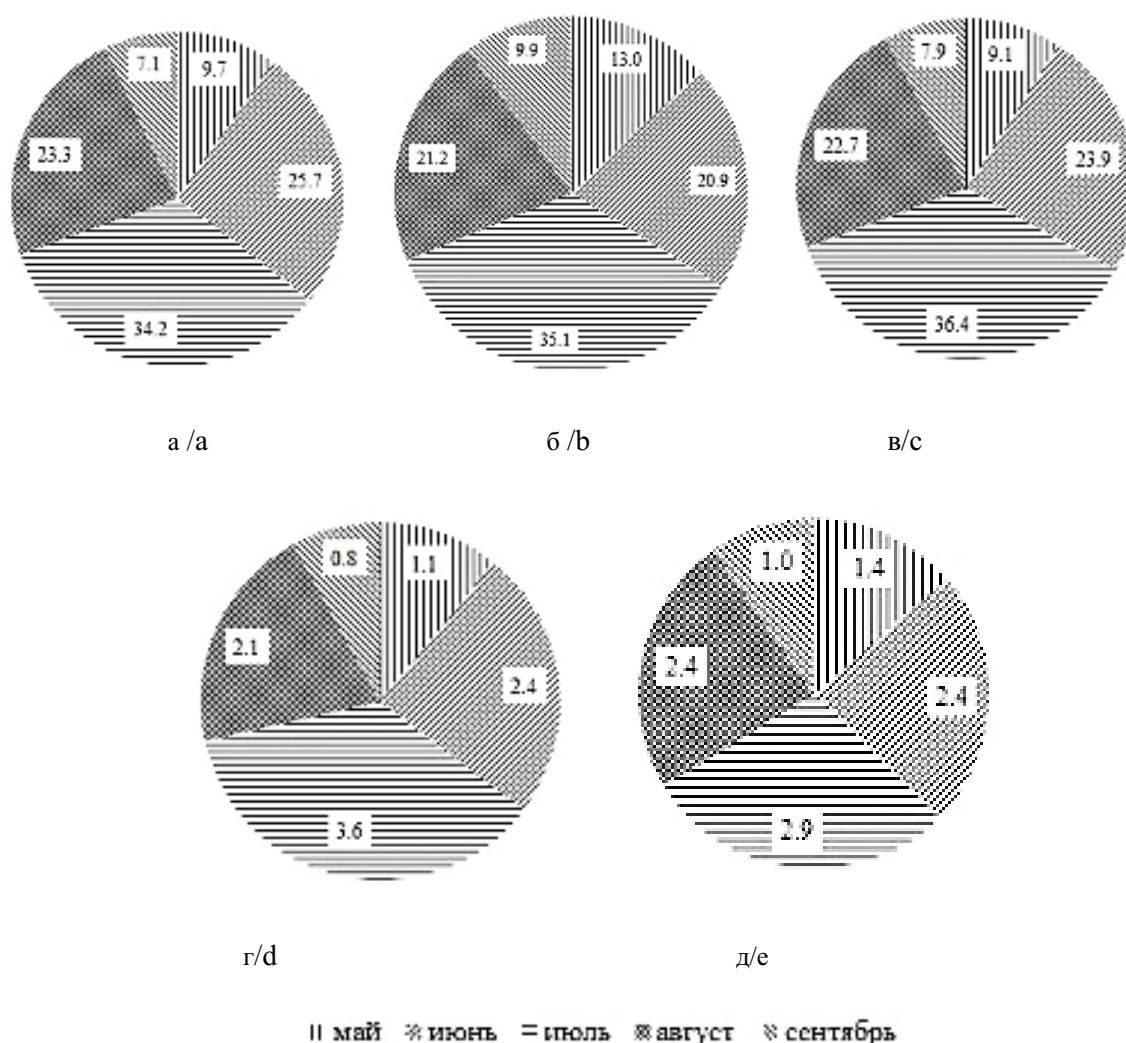 7.1 9.7 9.9 13.0 7.9 9.1
23.3 25.7 21.2 20.9 22.7 23.9
34.2 35.1 36.4
а /a б /b в/c
0.8 1.1 1.0 1.4
2.1 2.4 2.4 2.4
3.6 2.9
г/d д/e
май июнь июль август сентябрь